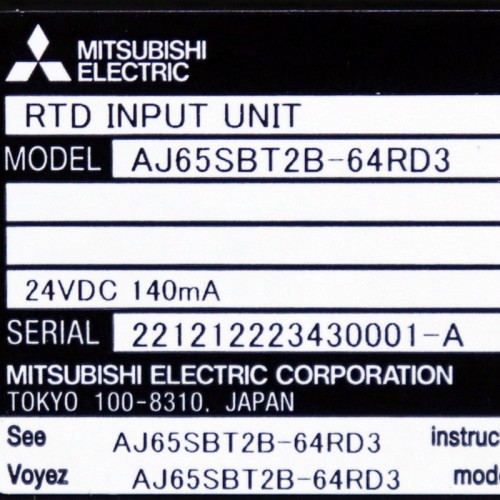 MITSUBISHI
ELECTRIC
RTD INPUT UNIT
MODEL AJ65SBT2B-64RD3
24VDC 140mA
SERIAL 221212223430001-A
MITSUBISHI ELECTRIC CORPORATION
TOKYO 100-8310, JAPAN
See AJ65SBT2B-64RD3 instruc
Voyez AJ65SBT2B-64RD3 mod